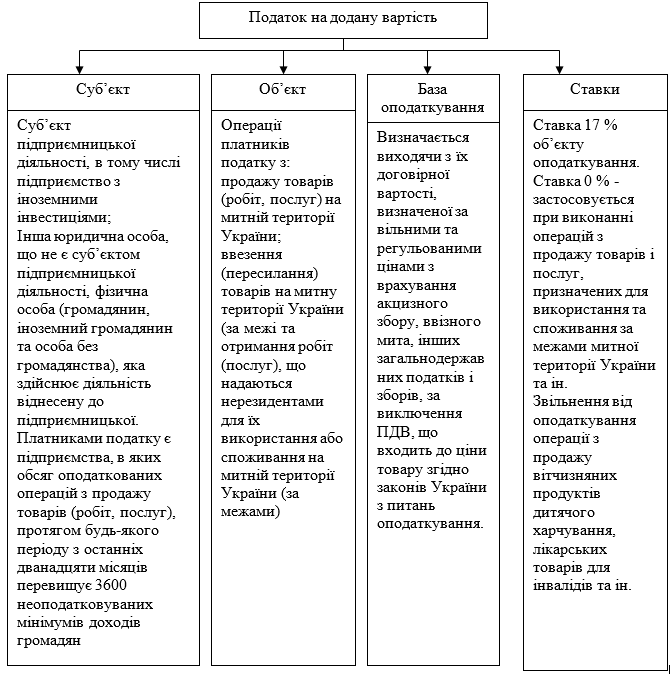 Податок на додану вартість
Суб’єкт
Суб’єкт
підприємницької
діяльності, в тому числі
підприємство з
іноземними
інвестиціями;
Інша юридична особа,
що не є суб’єктом
підприємницької
діяльності, фізична
особа (громадянин,
іноземний громадянин
та особа без
громадянства), яка
здійснює діяльність
віднесену до
підприємницької.
Платниками податку є
підприємства, в яких
обсяг оподаткованих
операцій з продажу
товарів (робіт, послуг),
протягом будь-якого
періоду з останніх
дванадцяти місяців
перевищує 3600
неоподатковуваних
мінімумів доходів
громадян
Об’єкт
Операції
платників
податку з:
продажу товарів
(робіт, послуг) на
митній території
України;
ввезення
(пересилання)
товарів на митну
території України
(за межі та
отримання робіт
(послуг), що
надаються
нерезидентами
для їх
використання або
споживання на
митній території
України (за
межами)
База
оподаткування
Визначається
виходячи з їх
договірної
вартості,
визначеної за
вільними та
регульованими
цінами з
врахування
акцизного
збору, ввізного
мита, інших
загальнодержав
них податків і
зборів, за
виключення
ПДВ, що
входить до ціни
товару згідно
законів України
з питань
оподаткування.
Ставки
Ставка 17 %
об’єкту
оподаткування.
Ставка 0 % -
застосовується
при виконанні
операцій з
продажу товарів і
послуг,
призначених для
використання та
споживання за
межами митної
території України
та ін.
Звільнення від
оподаткування
операції з
продажу
вітчизняних
продуктів
дитячого
харчування,
лікарських
товарів для
інвалідів та ін.